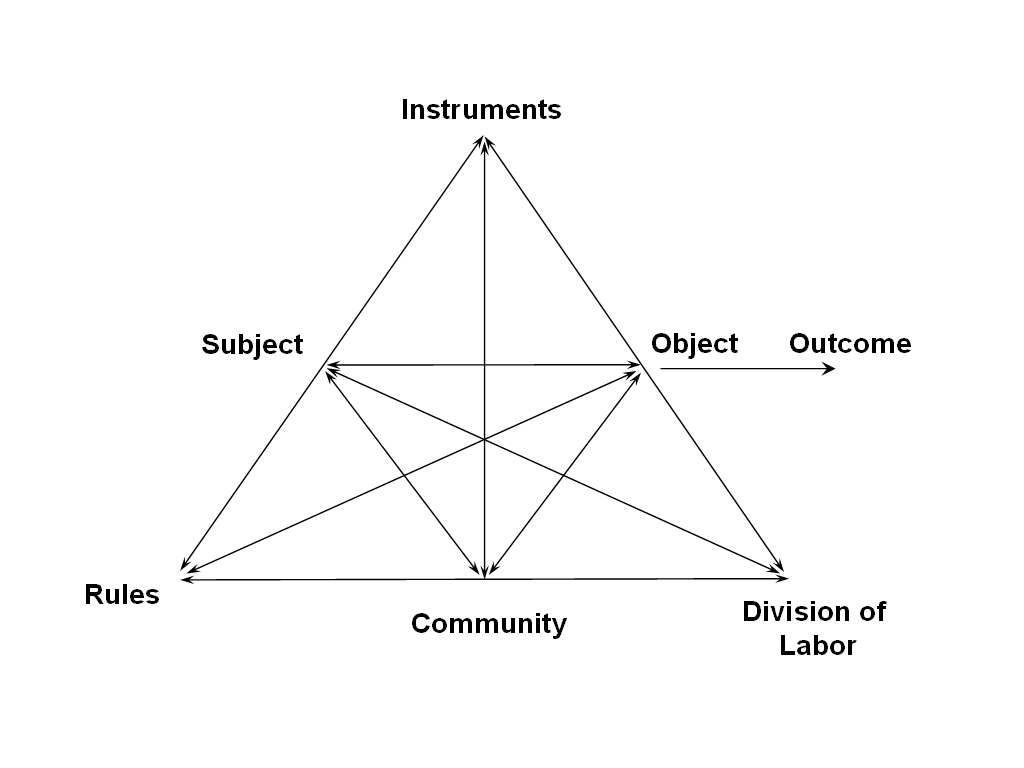 Instruments
Subject
Object
Outcome
Rules
Community
Division of
Labor